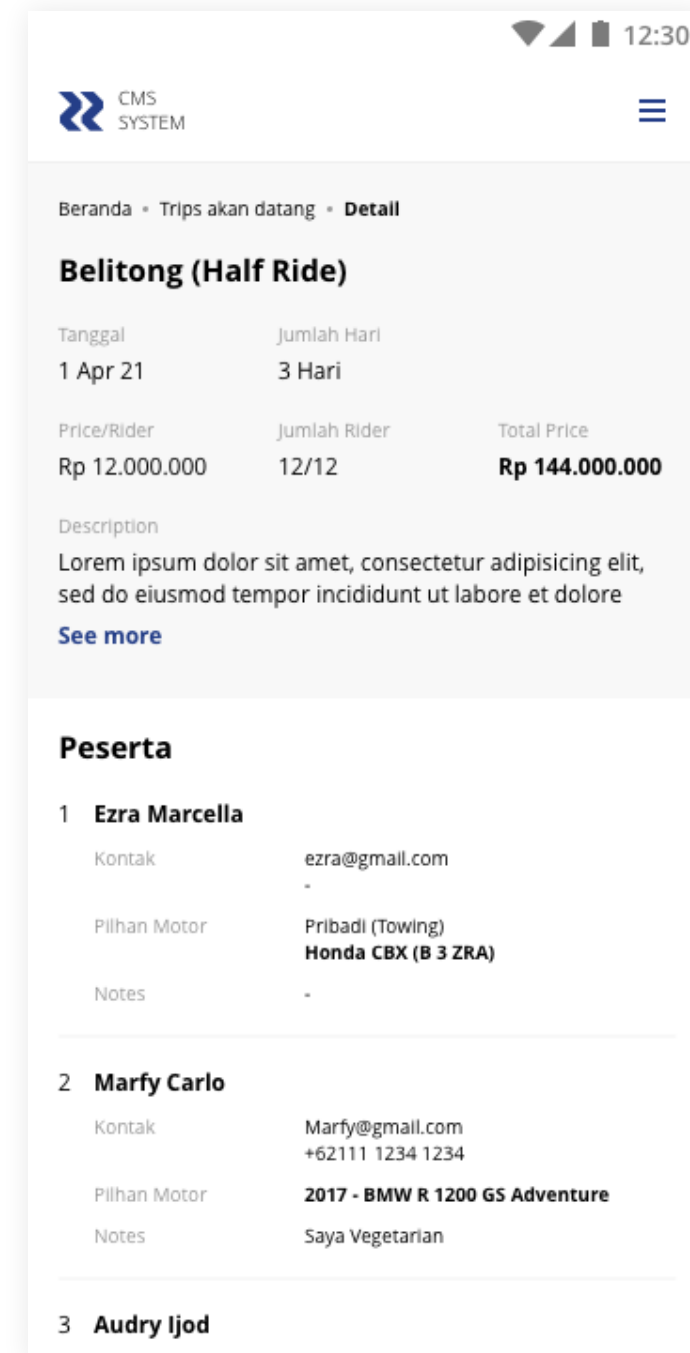 12:30
CMS
SYSTEM
Beranda • Trips akan datang • Detail
Belitong (Half Ride)
Tanggal Jumlah Hari
1 Apr 21 3 Hari
Price/Rider Jumlah Rider Total Price
Rp 12.000.000 12/12 Rp 144.000.000
Description
Lorem ipsum dolor sit amet, consectetur adipisicing elit,
sed do eiusmod tempor incididunt ut labore et dolore
See more
Peserta
1 Ezra Marcella
Kontak ezra@gmail.com
-
Pilhan Motor Pribadi (Towing)
Honda CBX (B 3 ZRA)
Notes -
2 Marfy Carlo
Kontak Marfy@gmail.com
+62111 1234 1234
Pilhan Motor 2017 - BMW R 1200 GS Adventure
Notes Saya Vegetarian
3 Audry Ijod